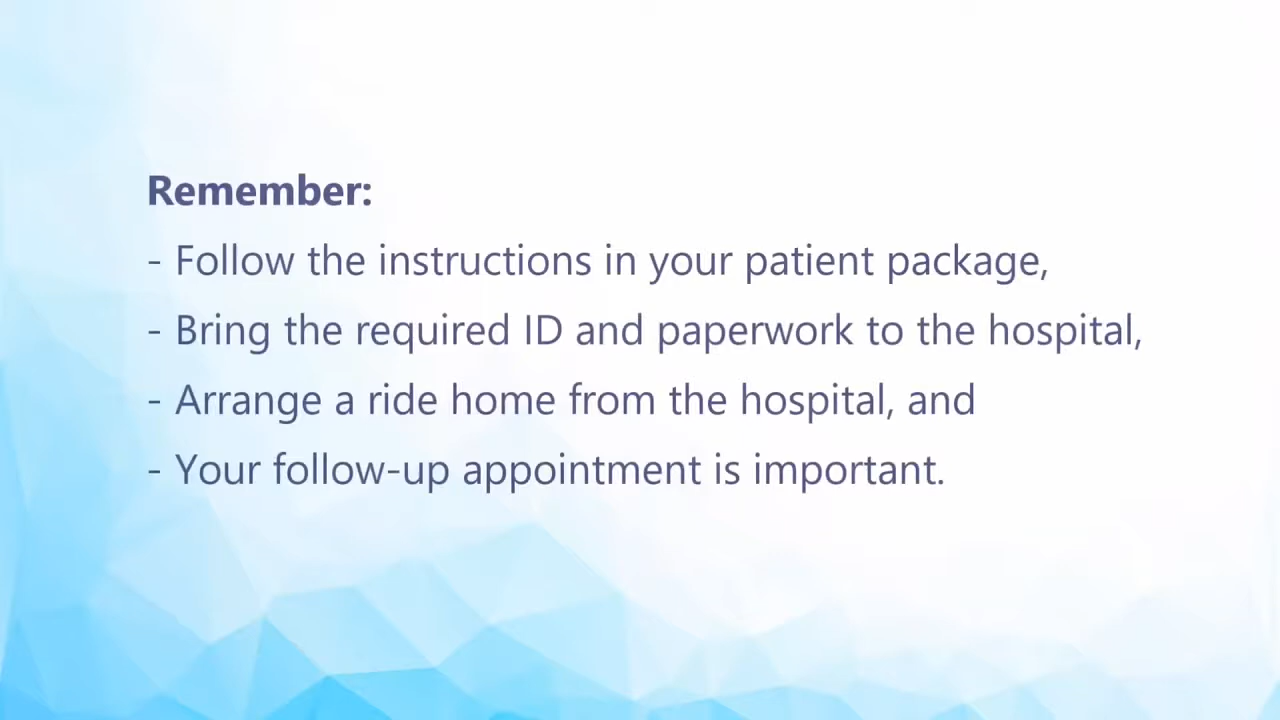 Remember:
- Follow the instructions in your patient package,
- Bring the required ID and paperwork to the hospital,
- Arrange a ride home from the hospital, and
- Your follow-up appointment is important.